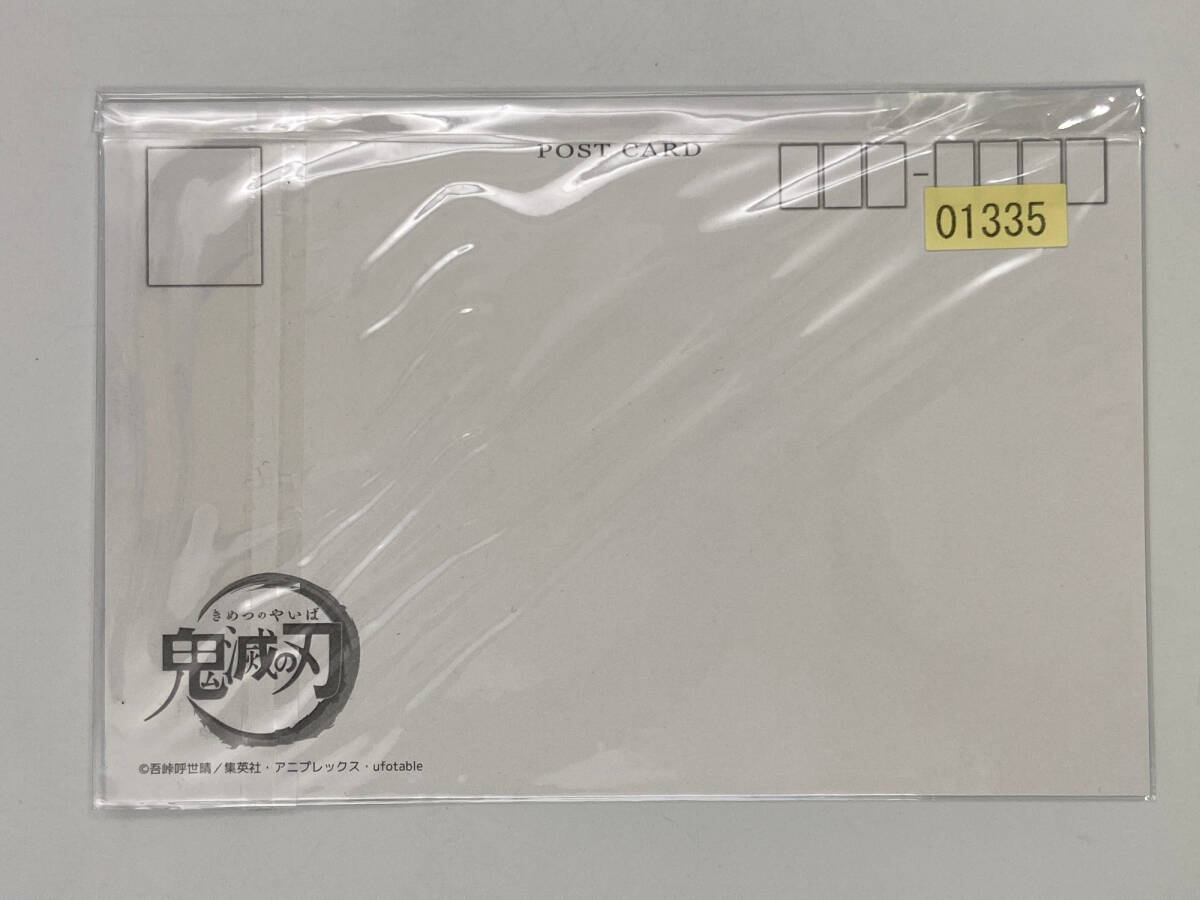 POST CARD
01335
きめつのやいば
鬼滅の刃
©吾峠呼世晴／集英社・アニプレックス・ufotable